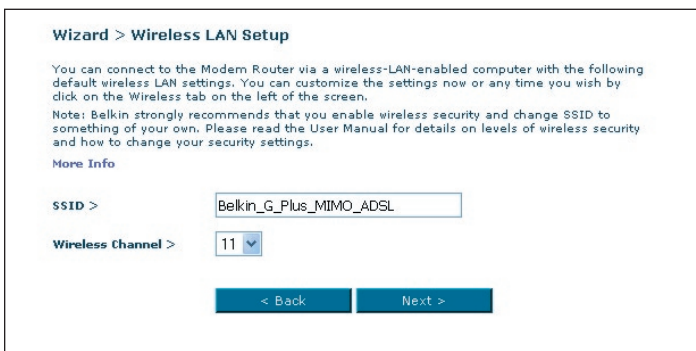 Wizard > Wireless LAN Setup
You can connect to the Modem Router via a wireless-LAN-enabled computer with the following
default wireless LAN settings. You can customize the settings now or any time you wish by
click on the Wireless tab on the left of the screen.
Note: Belkin strongly recommends that you enable wireless security and change SSID to
something of your own. Please read the User Manual for details on levels of wireless security
and how to change your security settings.
More Info
SSID > Belkin_G_Plus_MIMO_ADSL
Wireless Channel > 11
< Back Next >